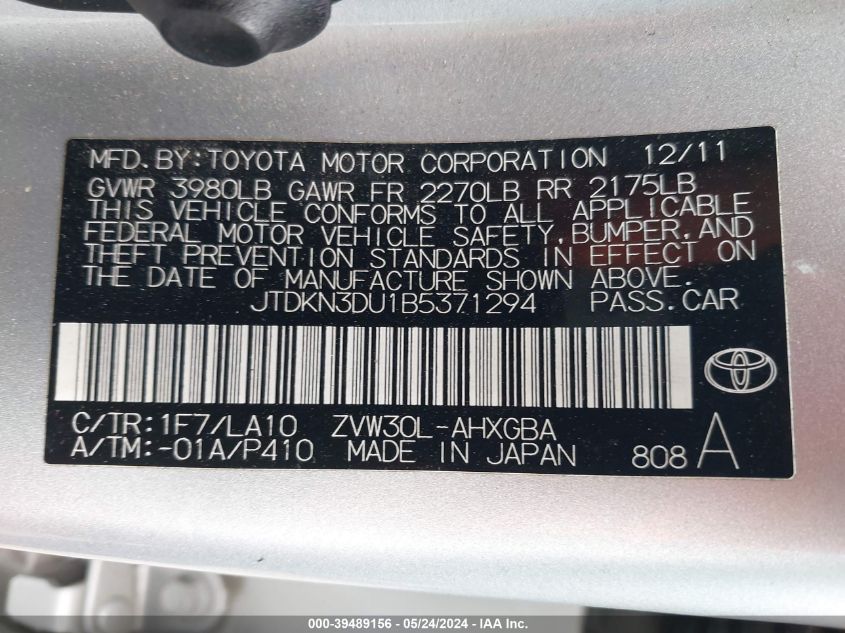 MFD. BY: TOYOTA MOTOR CORPORATION 12/11
GVWR 3980LB GAWR FR 2270LB RR 2175LB
THIS VEHICLE CONFORMS TO ALL APPLICABLE
FEDERAL MOTOR VEHICLE SAFETY, BUMPER, AND
THEFT PREVENTION STANDARDS IN EFFECT ON
THE DATE OF MANUFACTURE SHOWN ABOVE.
JTDKN3DU1B5371294 PASS. CAR
C/TR: 1F7/LA10 ZVW30L-AHXGBA
A/TM: -01A/P410 MADE IN JAPAN 808 A
000-39489156 - 05/24/2024 - IAA Inc.